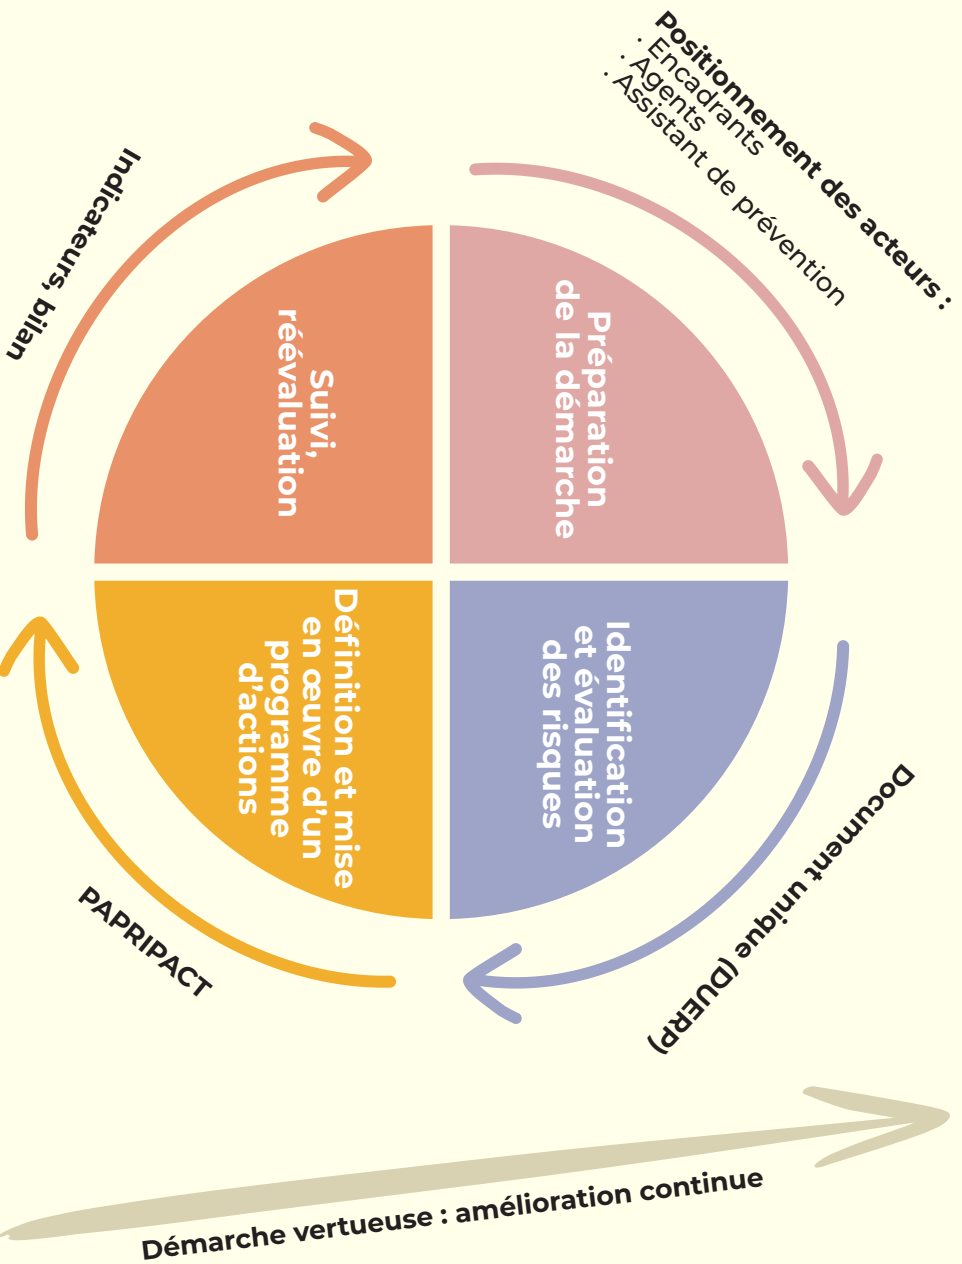 Positionnement des acteurs :
. Encadrants
. Agents
. Assistant de prévention
Indicateurs, bilan
Suivi,
réévaluation
Préparation
de la démarche
Définition et mise
en œuvre d’un
programme
d’actions
Identification
et évaluation
des risques
Document unique (DUERP)
PAPRIPACT
Démarche vertueuse : amélioration continue